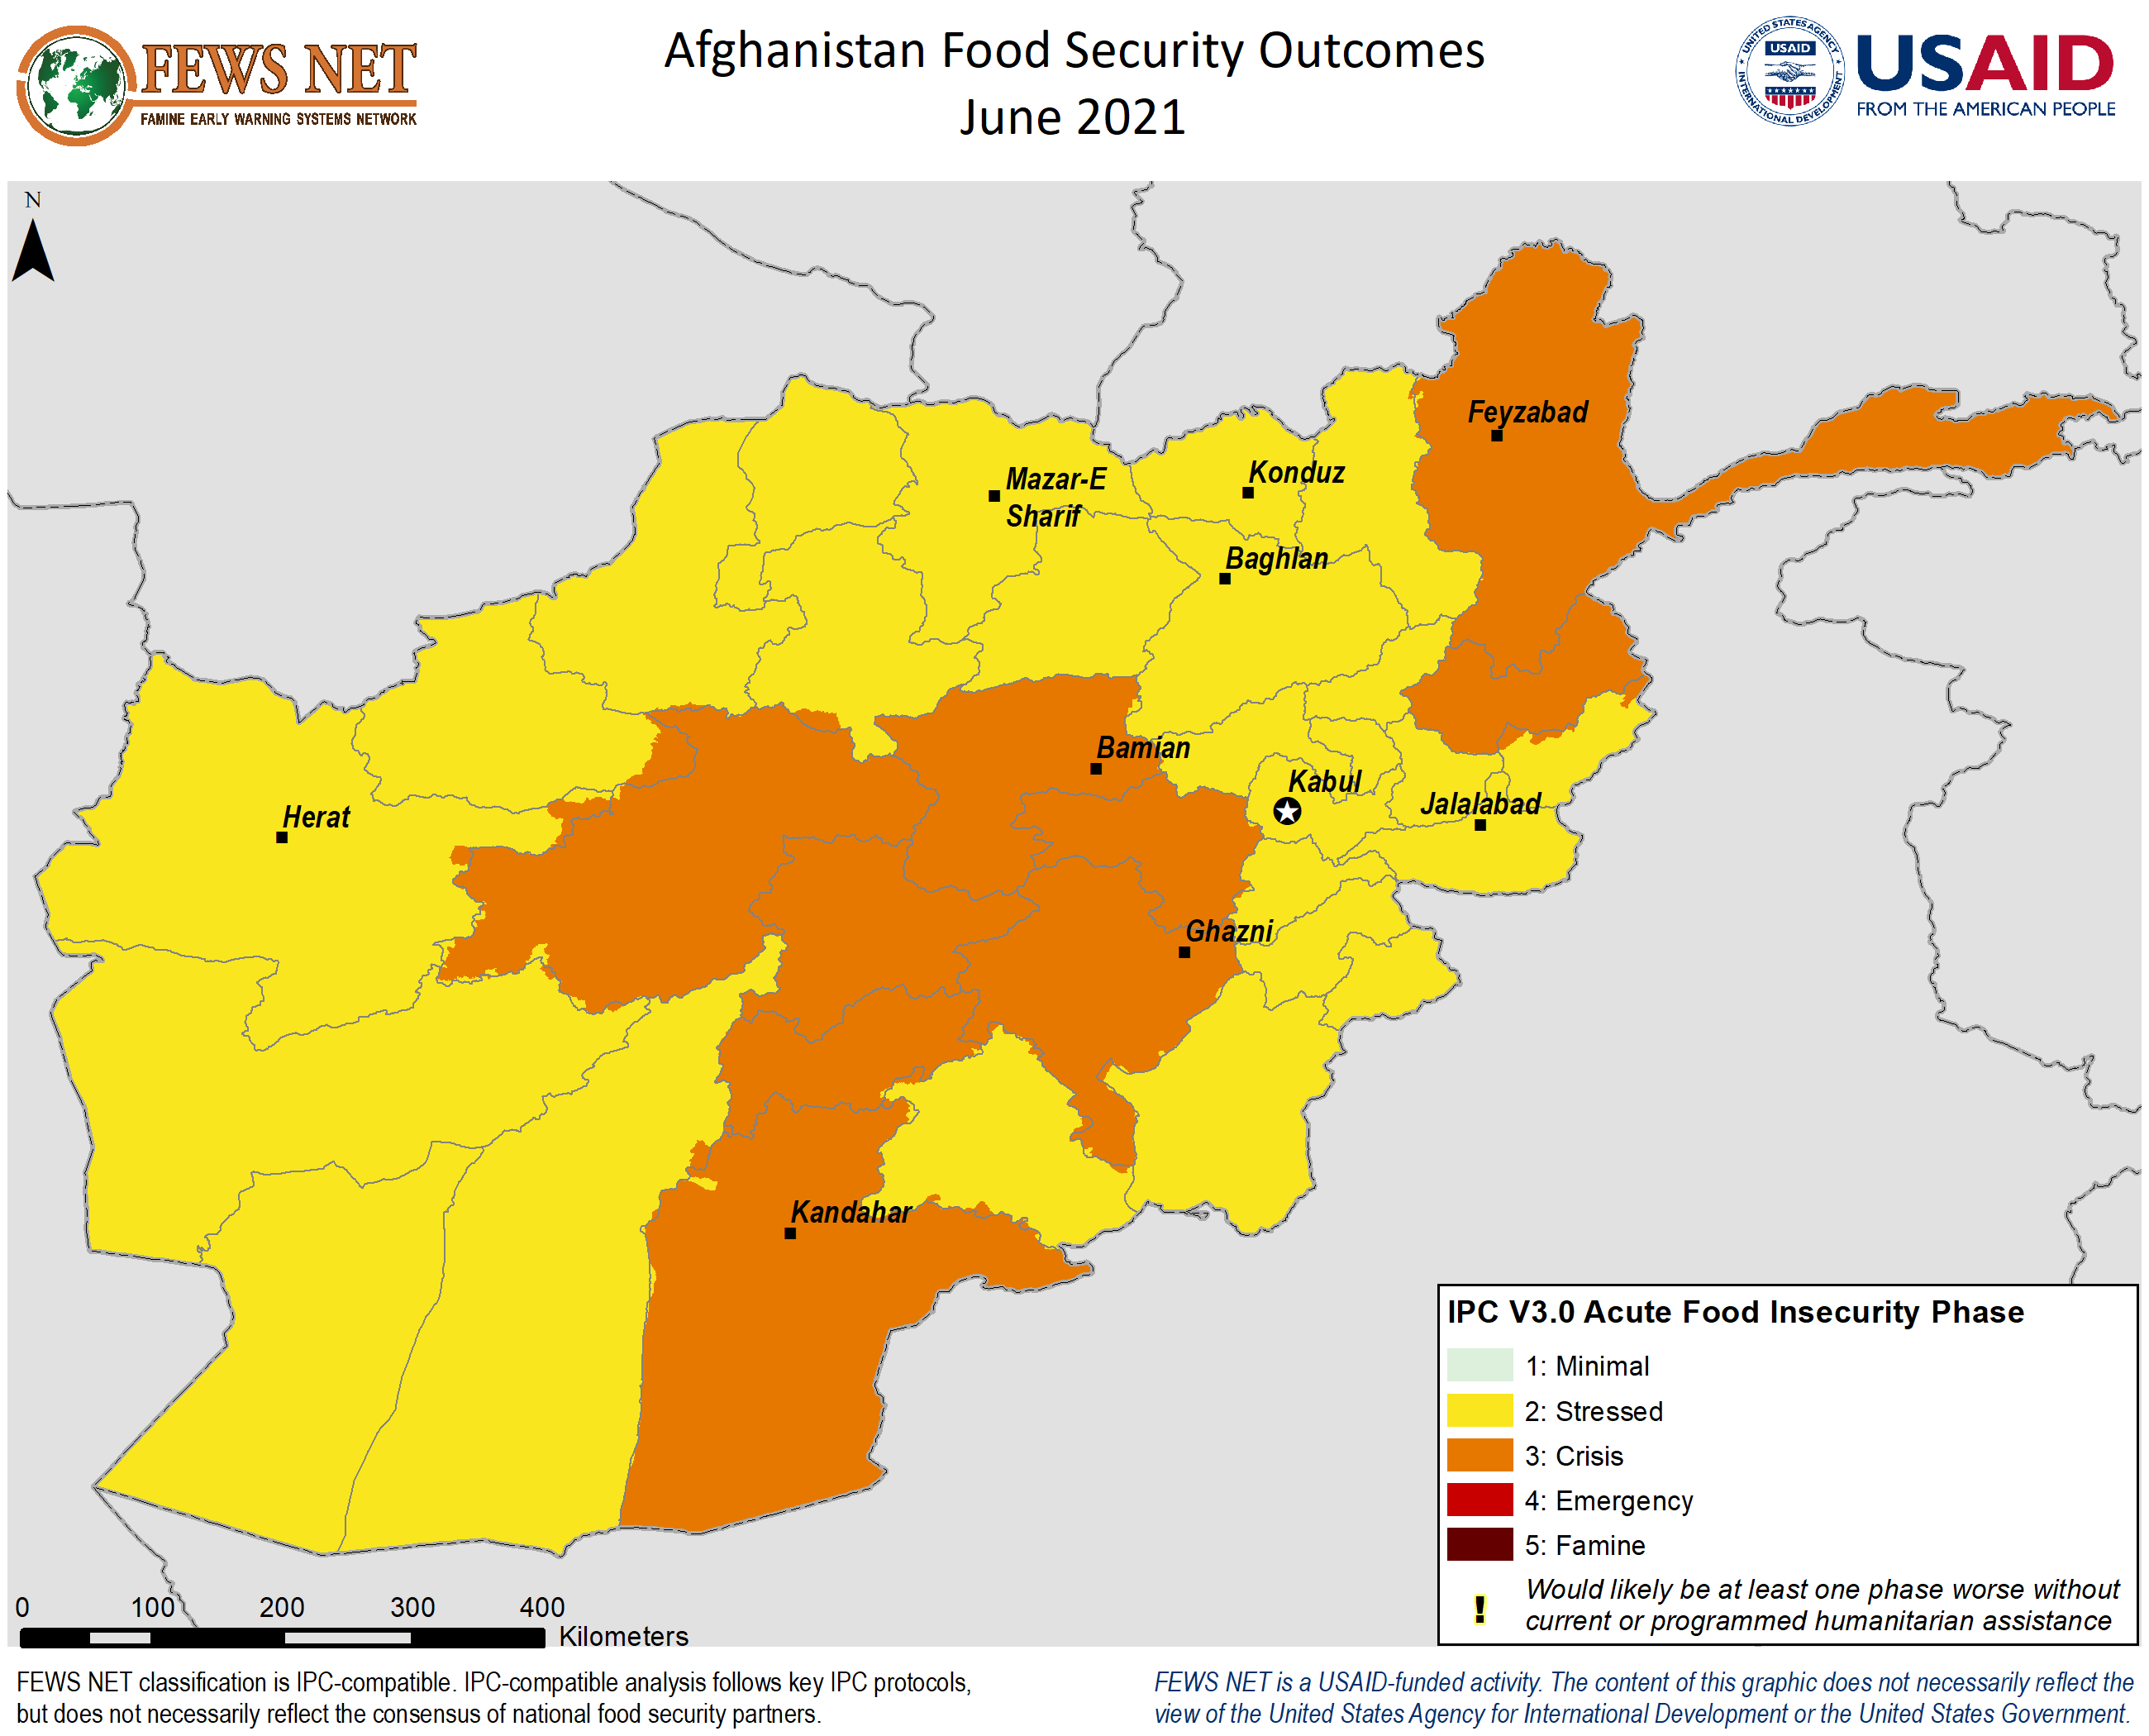 FEWS NET
FAMINE EARLY WARNING SYSTEMS NETWORK
Afghanistan Food Security Outcomes
June 2021
UNITED STATES AGENCY
USAID
INTERNATIONAL DEVELOPMENT
USAID
FROM THE AMERICAN PEOPLE
N
Feyzabad
Mazar-E
Sharif
Konduz
Baghlan
Bamian
Kabul
Jalalabad
Herat
Ghazni
Kandahar
IPC V3.0 Acute Food Insecurity Phase
1: Minimal
2: Stressed
3: Crisis
4: Emergency
5: Famine
! Would likely be at least one phase worse without
current or programmed humanitarian assistance
0 100 200 300 400
Kilometers
FEWS NET classification is IPC-compatible. IPC-compatible analysis follows key IPC protocols,
but does not necessarily reflect the consensus of national food security partners.
FEWS NET is a USAID-funded activity. The content of this graphic does not necessarily reflect the
view of the United States Agency for International Development or the United States Government.